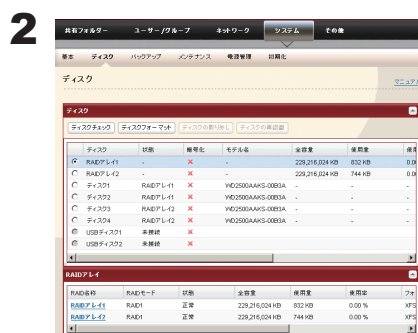 2
共有フォルダー ユーザー/グループ ネットワーク システム その他
基本 ディスク バックアップ メンテナンス 電源管理 初期化
ディスク
マニュアル
ディスク
ディスクチェック ディスクフォーマット ディスクの取り外し ディスクの再認識
ディスク 状態 暗号化 モデル名 全容量 使用量
RAIDアレイ1 - × - 229,216,024 KB 832 KB 0.0
RAIDアレイ2 - × - 229,216,024 KB 744 KB 0.0
ディスク1 RAIDアレイ1 × WD2500AAKS-00B3A - -
ディスク2 RAIDアレイ1 × WD2500AAKS-00B3A - -
ディスク3 RAIDアレイ2 × WD2500AAKS-00B3A - -
ディスク4 RAIDアレイ2 × WD2500AAKS-00B3A - -
USBディスク1 未接続 ×
USBディスク2 未接続 ×
RAIDアレイ
RAID名称 RAIDモード 状態 全容量 使用量 使用率 フォ
RAIDアレイ1 RAID1 正常 229,216,024 KB 832 KB 0.00 % XFS
RAIDアレイ2 RAID1 正常 229,216,024 KB 744 KB 0.00 % XFS